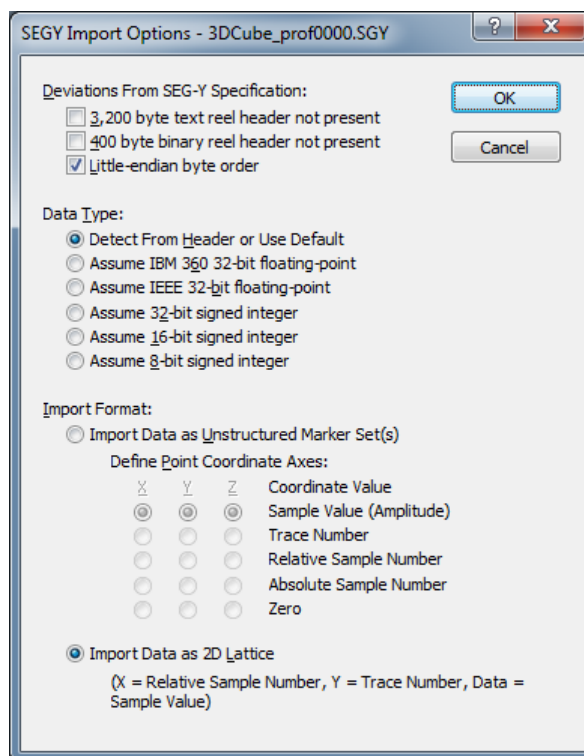 SEGY Import Options - 3DCube_prof0000.SGY
Deviations From SEG-Y Specification:
OK
3,200 byte text reel header not present
400 byte binary reel header not present
Cancel
Little-endian byte order
Data Type:
Detect From Header or Use Default
Assume IBM 360 32-bit floating-point
Assume IEEE 32-bit floating-point
Assume 32-bit signed integer
Assume 16-bit signed integer
Assume 8-bit signed integer
Import Format:
Import Data as Unstructured Marker Set(s)
Define Point Coordinate Axes:
X Y Z Coordinate Value
Sample Value (Amplitude)
Trace Number
Relative Sample Number
Absolute Sample Number
Zero
Import Data as 2D Lattice
(X = Relative Sample Number, Y = Trace Number, Data =
Sample Value)